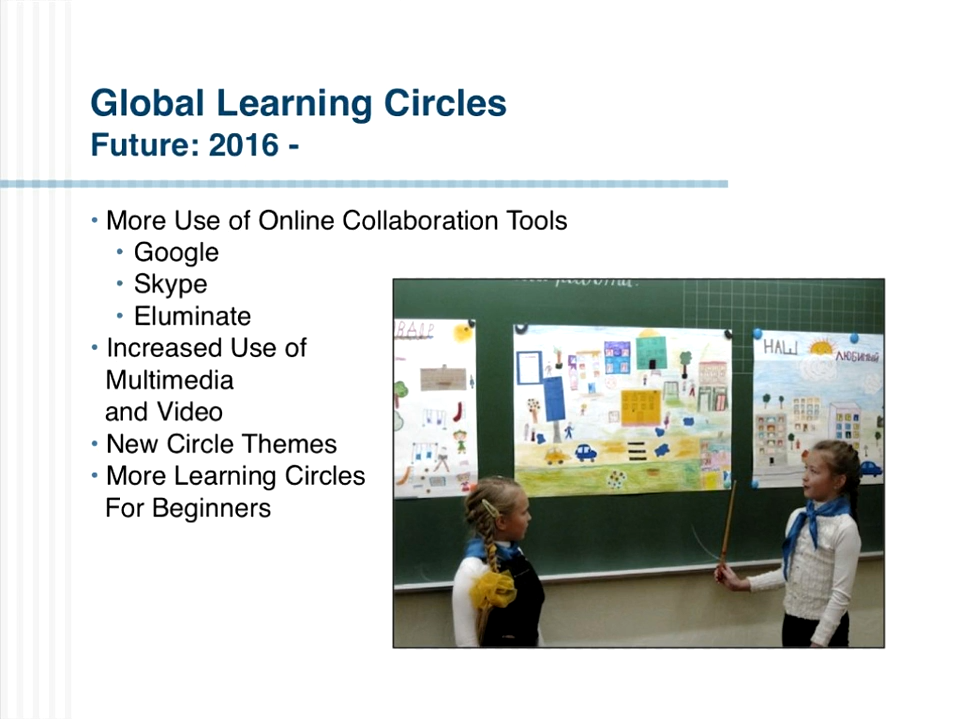 Global Learning Circles
Future: 2016 -
• More Use of Online Collaboration Tools
• Google
• Skype
• Eluminate
• Increased Use of
Multimedia
and Video
• New Circle Themes
• More Learning Circles
For Beginners
НАШ
ЛЮБИМЫЙ